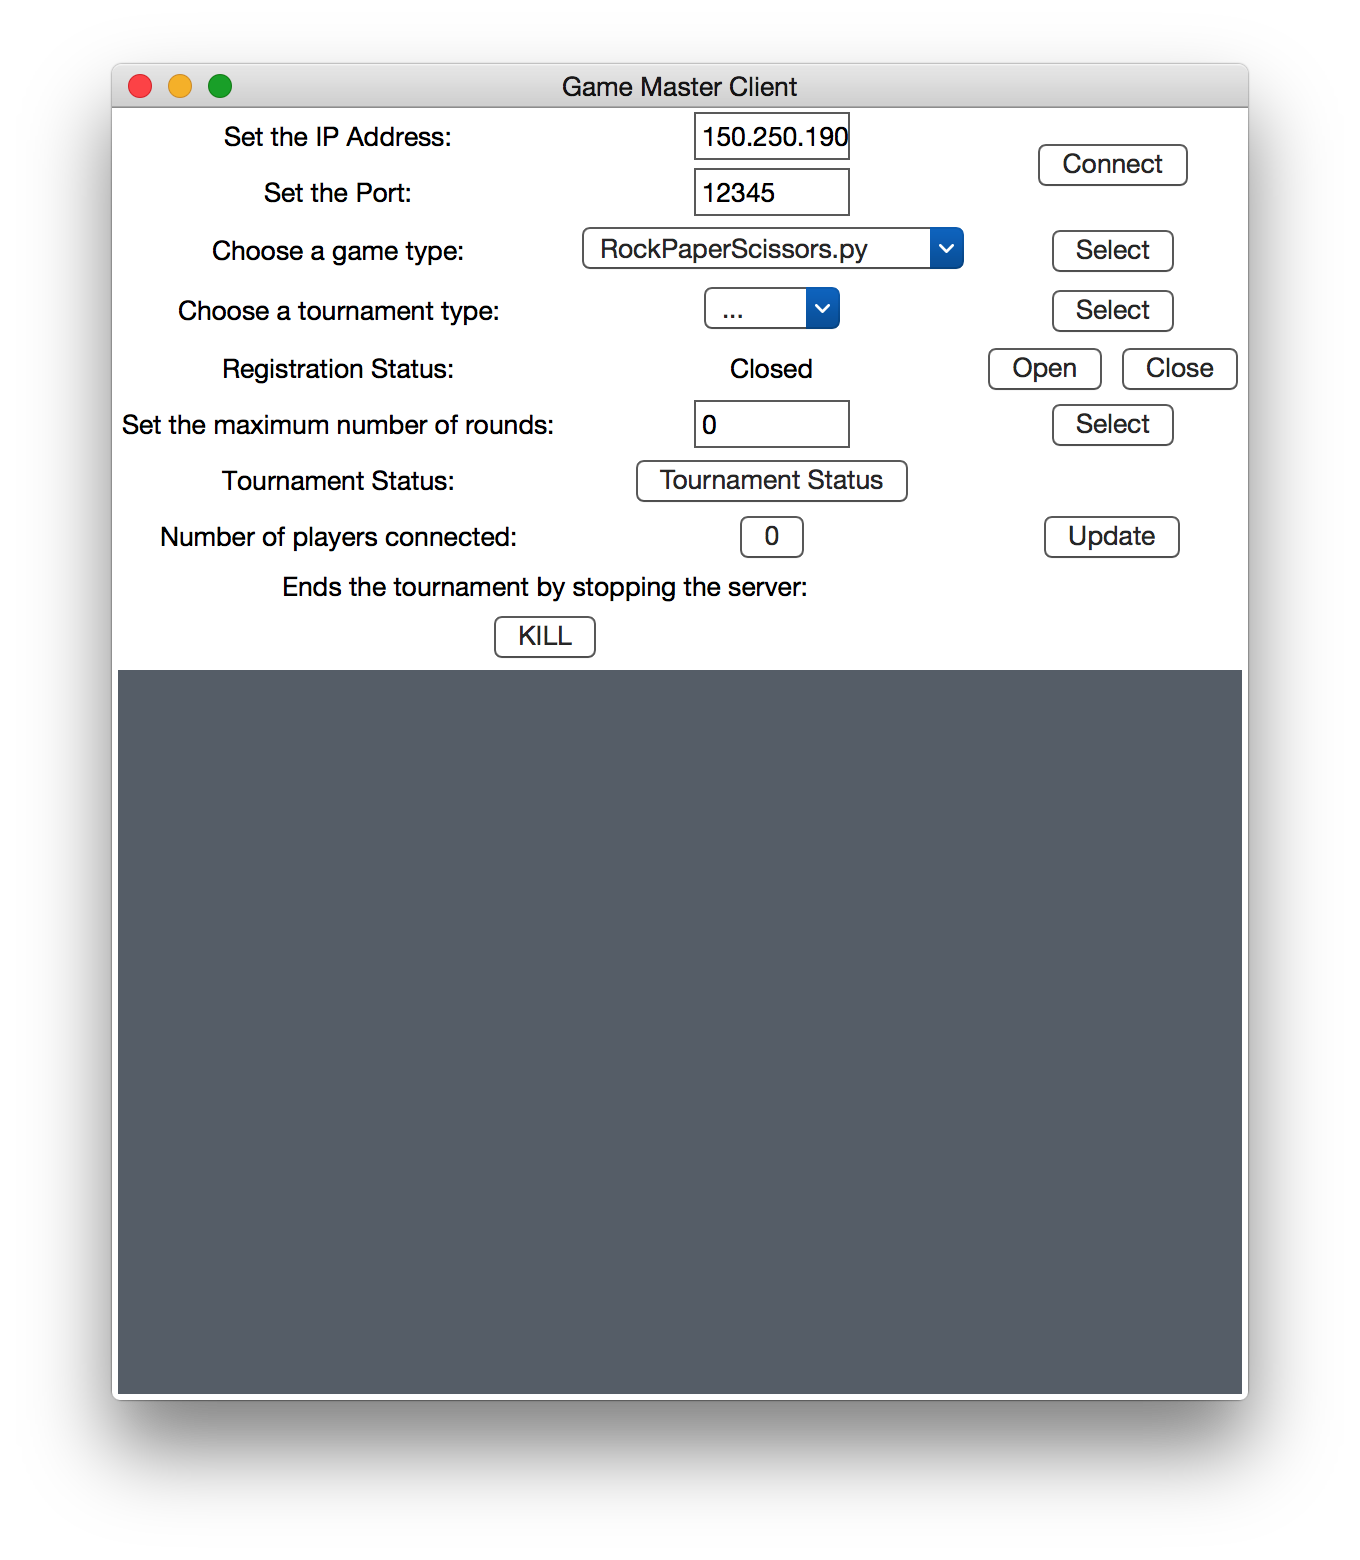 Game Master Client
Set the IP Address: 150.250.190
Connect
Set the Port: 12345
Choose a game type: RockPaperScissors.py Select
Choose a tournament type: ... Select
Registration Status: Closed Open Close
Set the maximum number of rounds: 0 Select
Tournament Status: Tournament Status
Number of players connected: 0 Update
Ends the tournament by stopping the server:
KILL